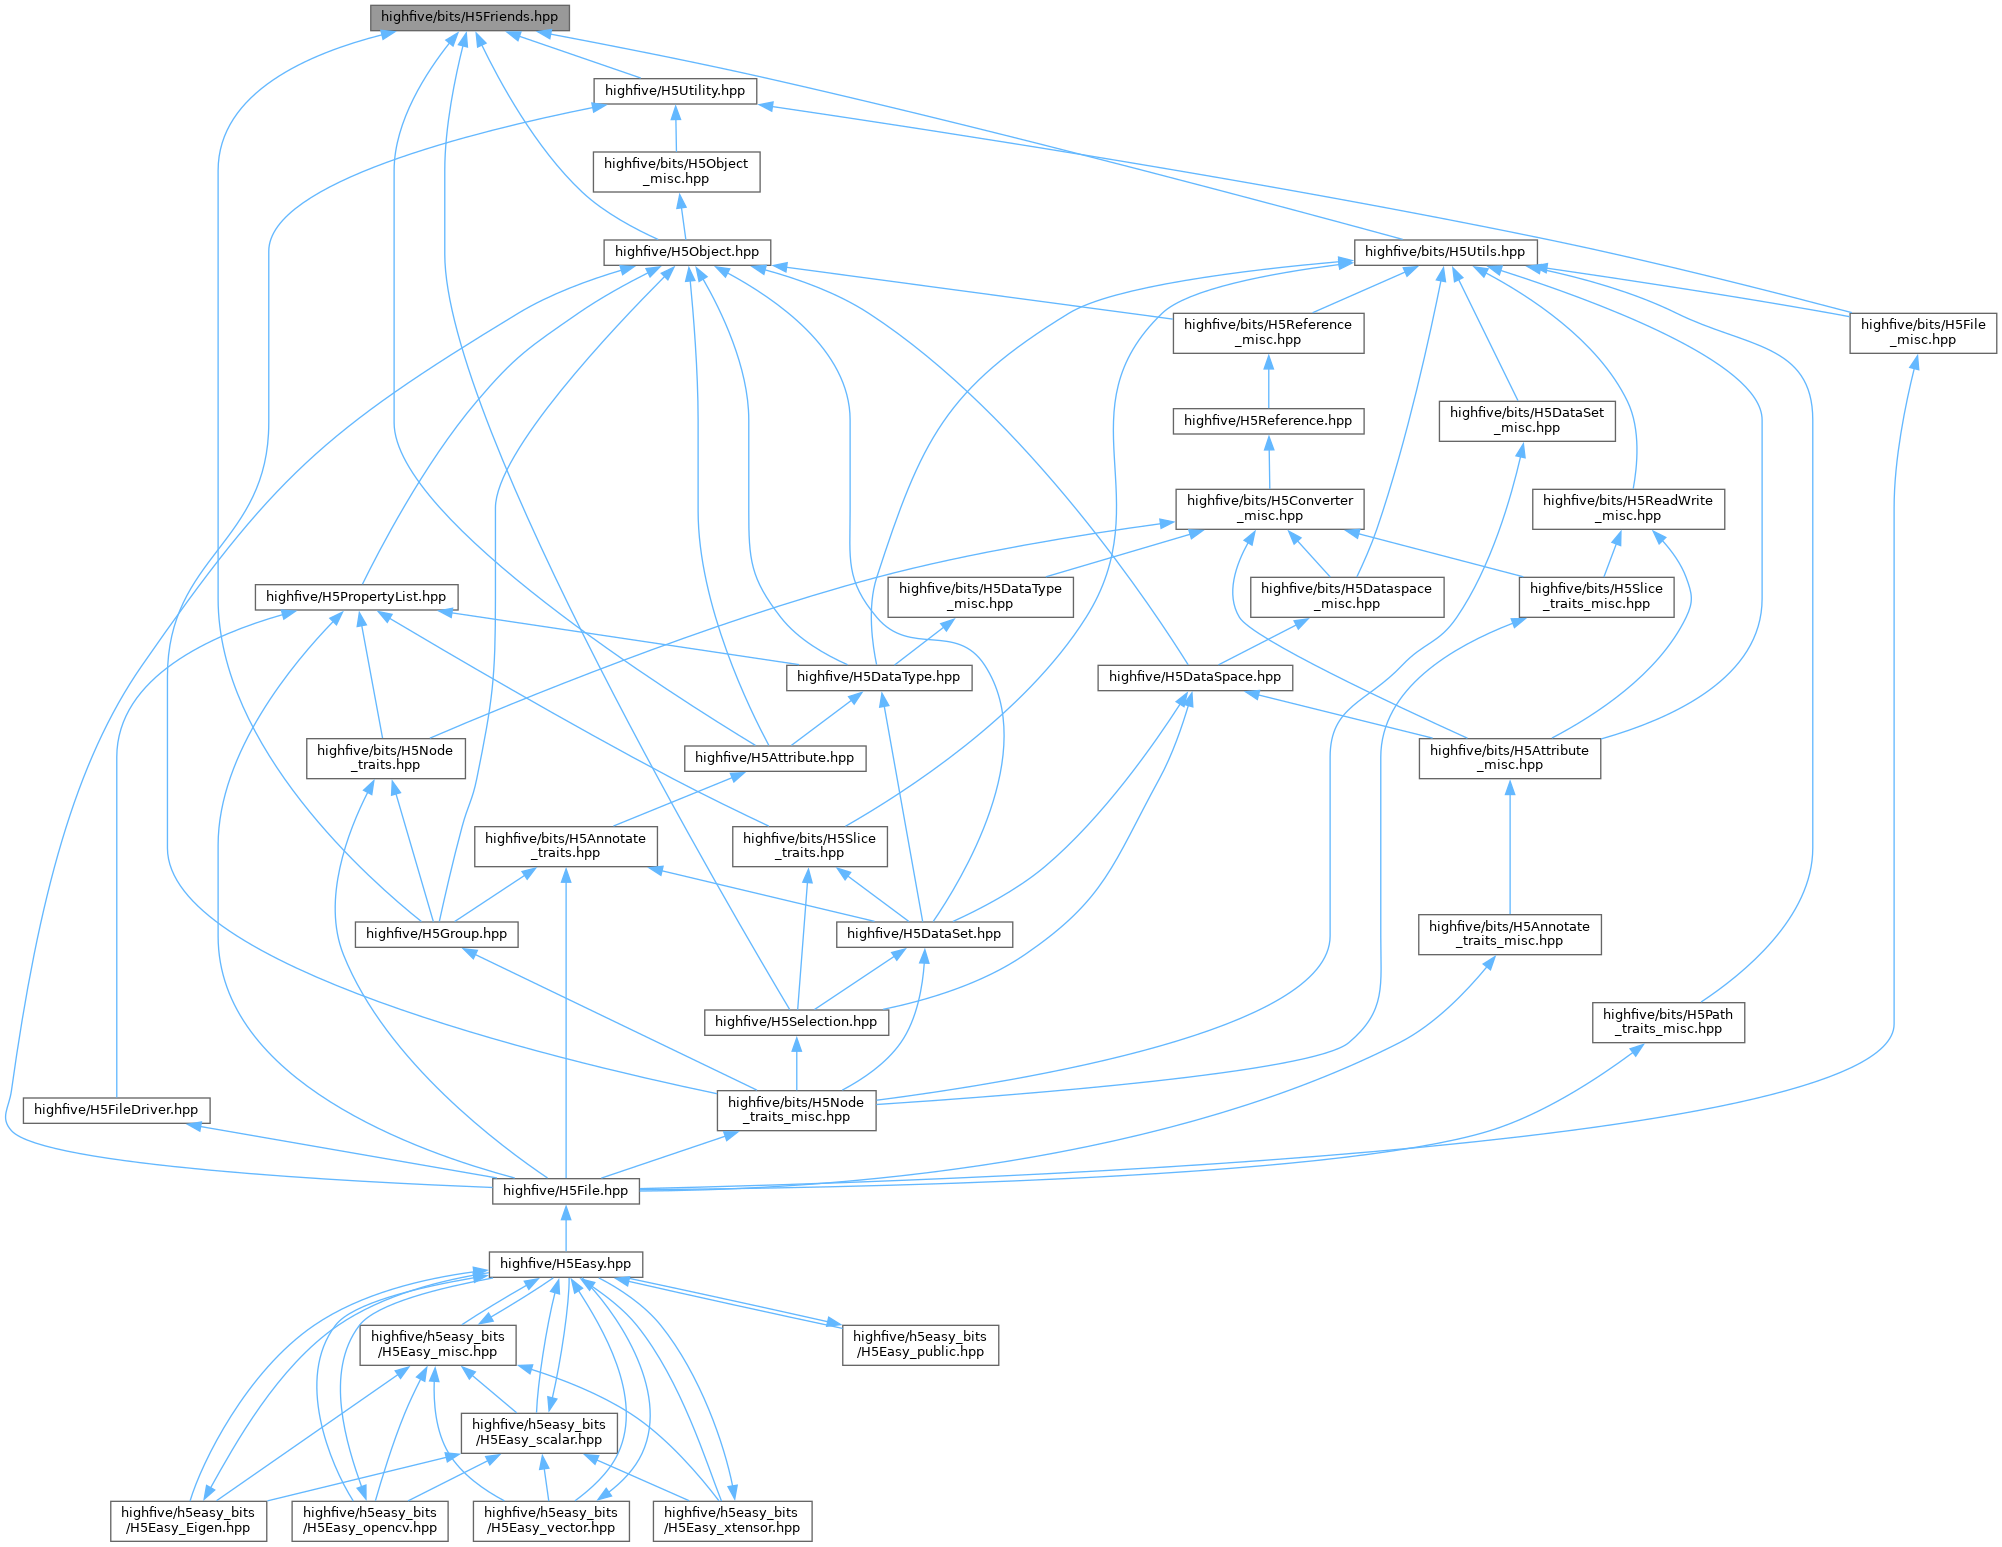 highfive/bits/H5Friends.hpp
highfive/H5Utility.hpp
highfive/bits/H5Object
_misc.hpp
highfive/H5Object.hpp
highfive/bits/H5Utils.hpp
highfive/bits/H5Reference
_misc.hpp
highfive/bits/H5File
_misc.hpp
highfive/H5Reference.hpp
highfive/bits/H5DataSet
_misc.hpp
highfive/bits/H5Converter
_misc.hpp
highfive/bits/H5ReadWrite
_misc.hpp
highfive/H5PropertyList.hpp
highfive/bits/H5DataType
_misc.hpp
highfive/bits/H5Dataspace
_misc.hpp
highfive/bits/H5Slice
_traits_misc.hpp
highfive/H5DataType.hpp
highfive/H5DataSpace.hpp
highfive/bits/H5Node
_traits.hpp
highfive/H5Attribute.hpp
highfive/bits/H5Attribute
_misc.hpp
highfive/bits/H5Annotate
_traits.hpp
highfive/bits/H5Slice
_traits.hpp
highfive/H5Group.hpp
highfive/H5DataSet.hpp
highfive/bits/H5Annotate
_traits_misc.hpp
highfive/H5Selection.hpp
highfive/bits/H5Path
_traits_misc.hpp
highfive/H5FileDriver.hpp
highfive/bits/H5Node
_traits_misc.hpp
highfive/H5File.hpp
highfive/H5Easy.hpp
highfive/h5easy_bits
/H5Easy_misc.hpp
highfive/h5easy_bits
/H5Easy_public.hpp
highfive/h5easy_bits
/H5Easy_scalar.hpp
highfive/h5easy_bits
/H5Easy_Eigen.hpp
highfive/h5easy_bits
/H5Easy_opencv.hpp
highfive/h5easy_bits
/H5Easy_vector.hpp
highfive/h5easy_bits
/H5Easy_xtensor.hpp